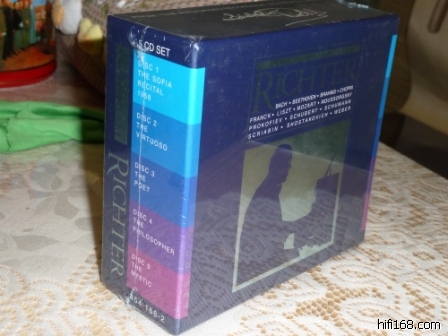 5 CD SET
DISC 1
THE SOFIA
RECITAL
1958
DISC 2
THE
VIRTUOSO
DISC 3
THE
POET
DISC 4
THE
PHILOSOPHER
DISC 5
THE
MYSTIC
RICHTER
RICHTER
BACH • BEETHOVEN • BRAHMS • CHOPIN
FRANCK • LISZT • MOZART • MOUSSORGSKY
PROKOFIEV • SCHUBERT • SCHUMANN
SCRIABIN • SHOSTAKOVICH • WEBER
hifi168.com